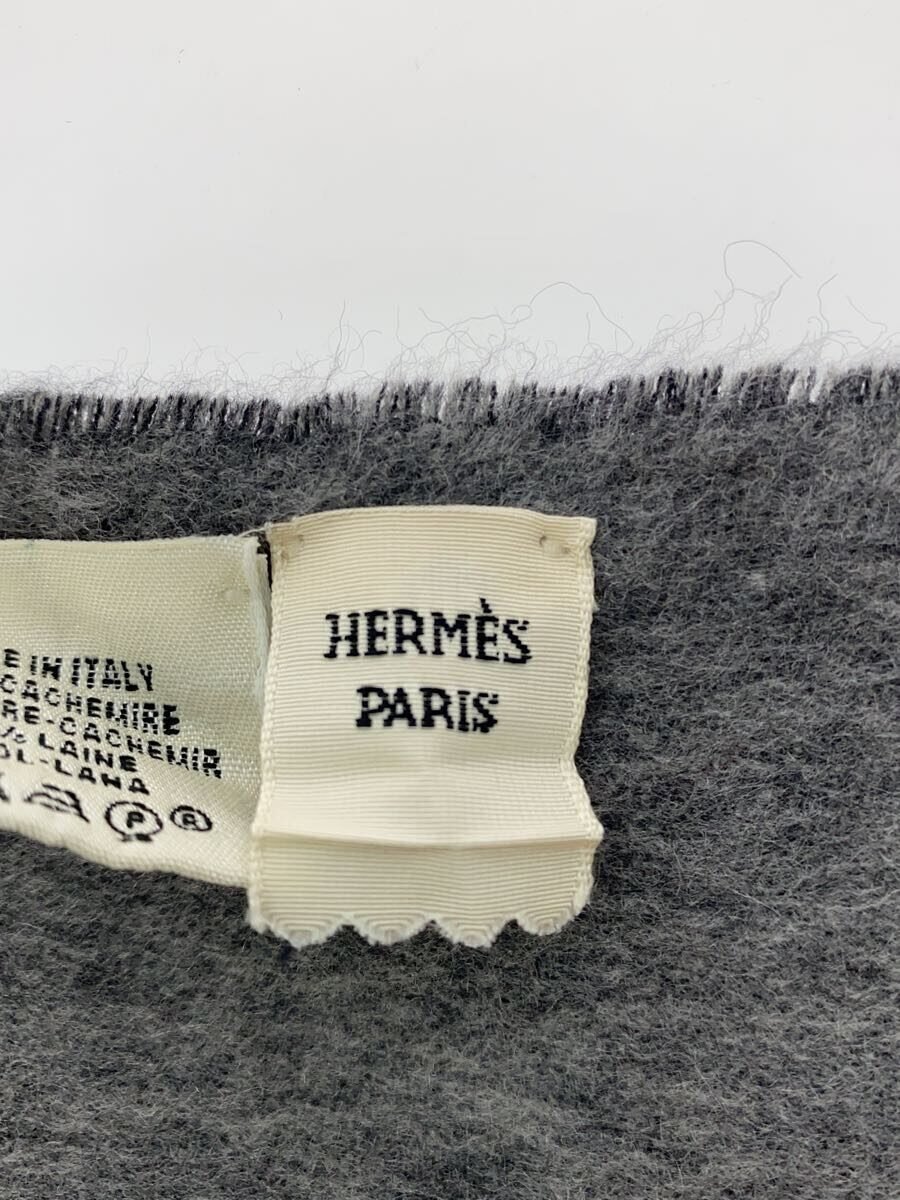 HERMÈS
PARIS
E IN ITALY
CACHEMIRE
RE-CACHEMIR
% LAINE
OL-LANA
P R